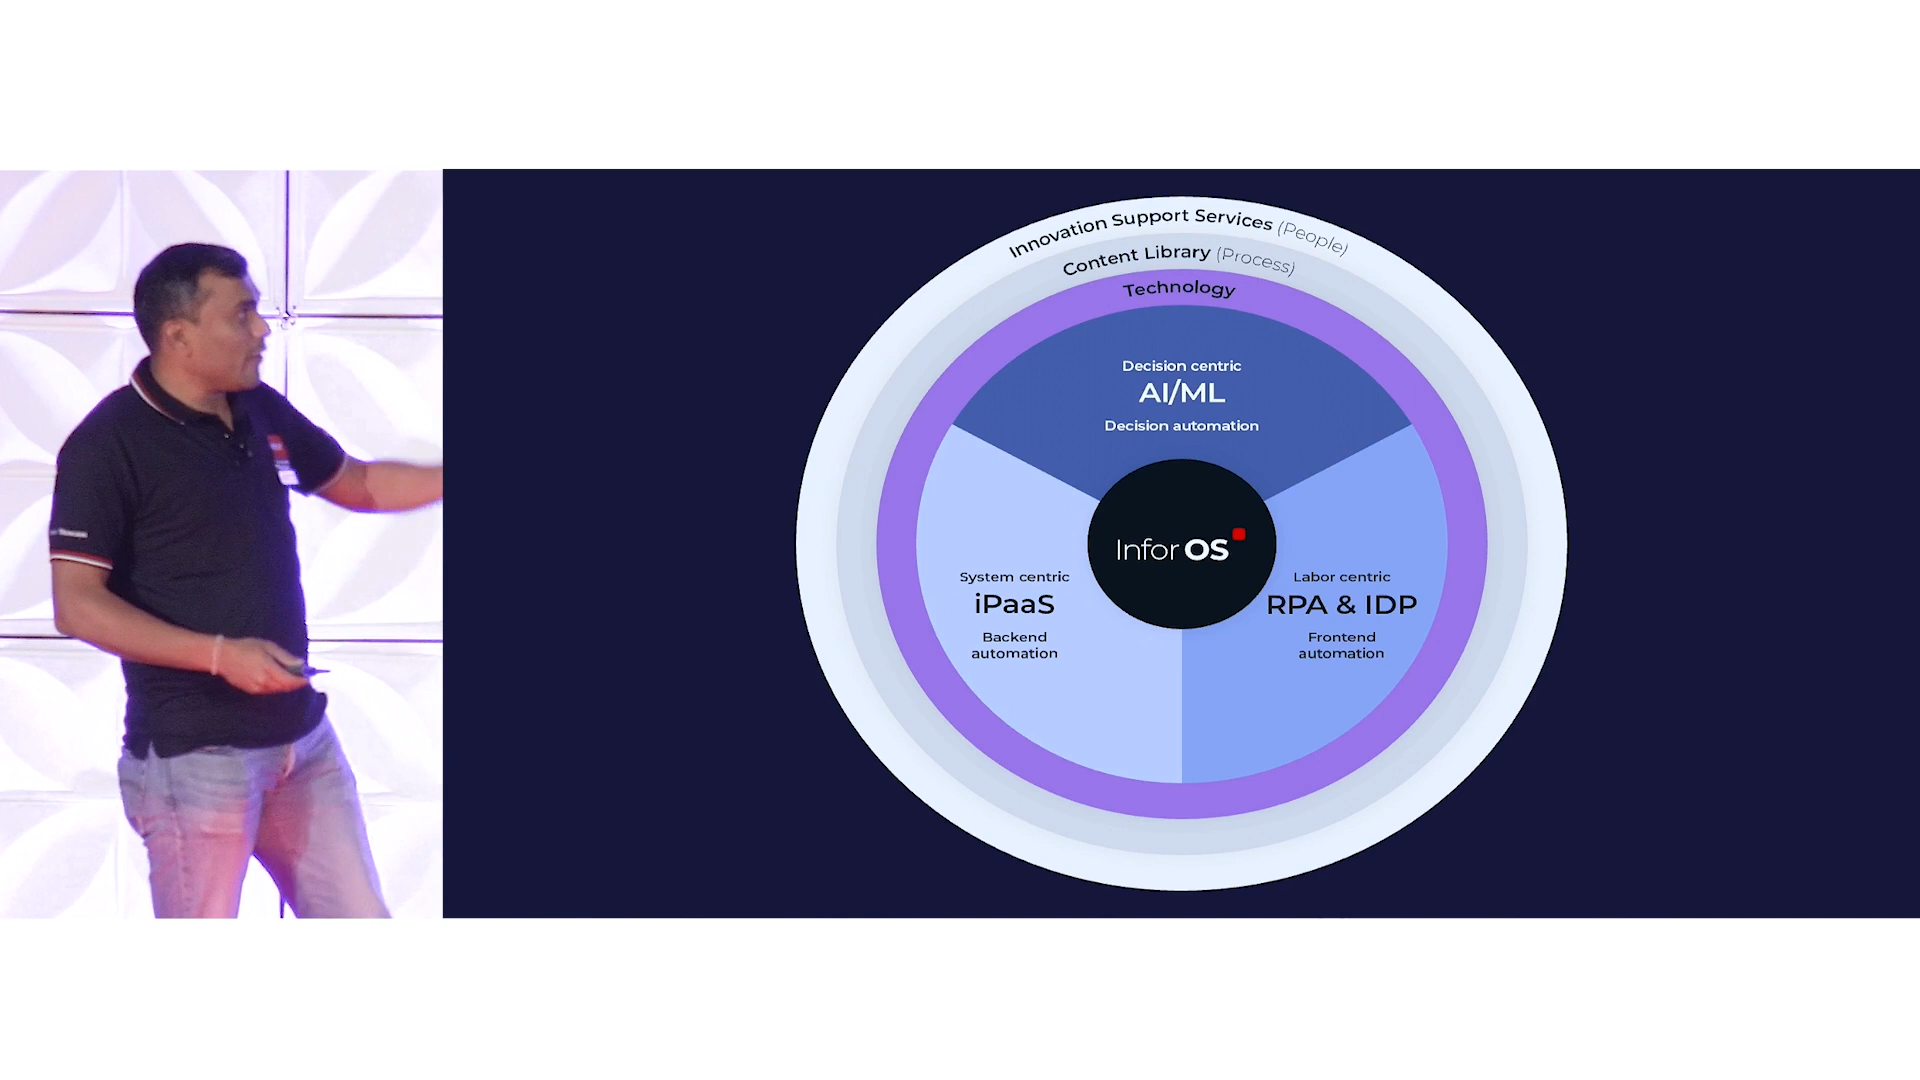 Innovation Support Services (People)
Content Library (Process)
Technology
Decision centric
AI/ML
Decision automation
Infor OS
System centric
iPaaS
Backend
automation
Labor centric
RPA & IDP
Frontend
automation